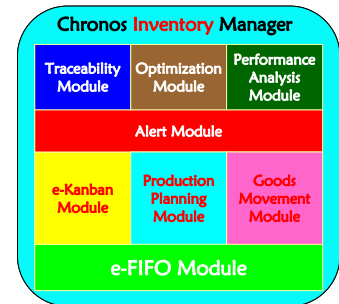 Chronos Inventory Manager
Traceability
Module
Optimization
Module
Performance
Analysis
Module
Alert Module
e-Kanban
Module
Production
Planning
Module
Goods
Movement
Module
e-FIFO Module